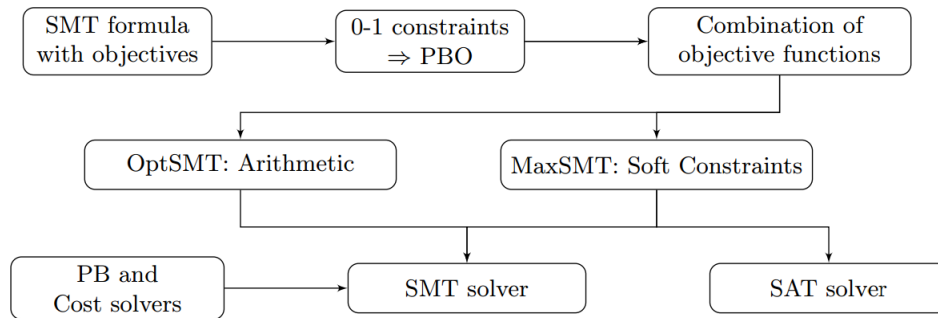 SMT formula
with objectives
0-1 constraints
⇒ PBO
Combination of
objective functions
OptSMT: Arithmetic
MaxSMT: Soft Constraints
PB and
Cost solvers
SMT solver
SAT solver